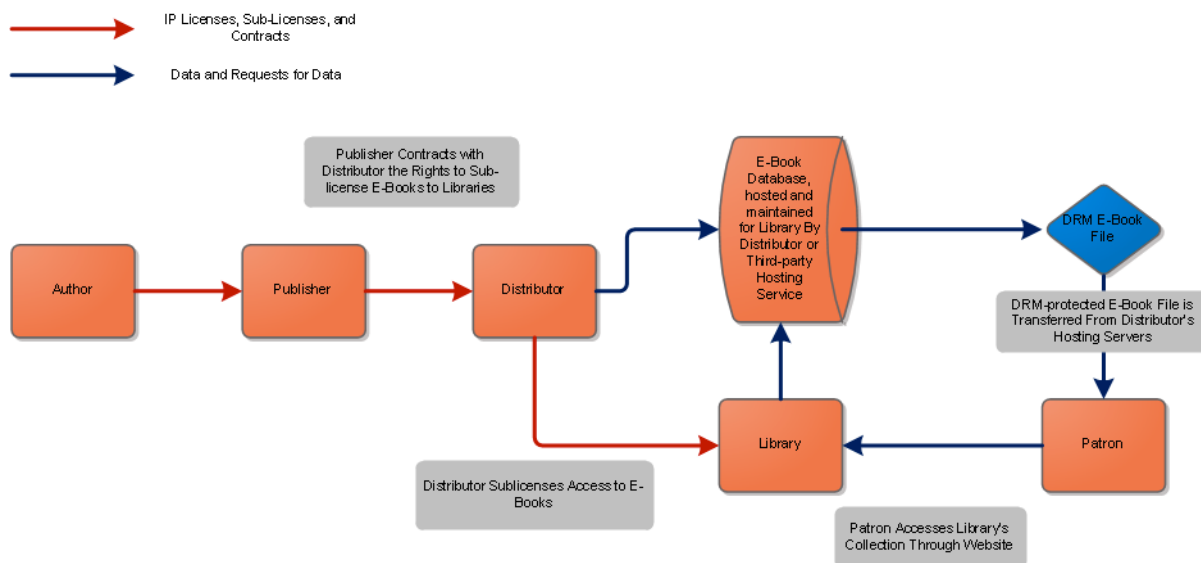 IP Licenses, Sub-Licenses, and
Contracts
Data and Requests for Data
Publisher Contracts with
Distributor the Rights to Sub-
license E-Books to Libraries
E-Book
Database,
hosted and
maintained
for Library By
Distributor or
Third-party
Hosting
Service
DRM E-Book
File
Author
Publisher
Distributor
DRM-protected E-Book File is
Transferred From Distributor's
Hosting Servers
Library
Patron
Distributor Sublicenses Access to E-
Books
Patron Accesses Library's
Collection Through Website